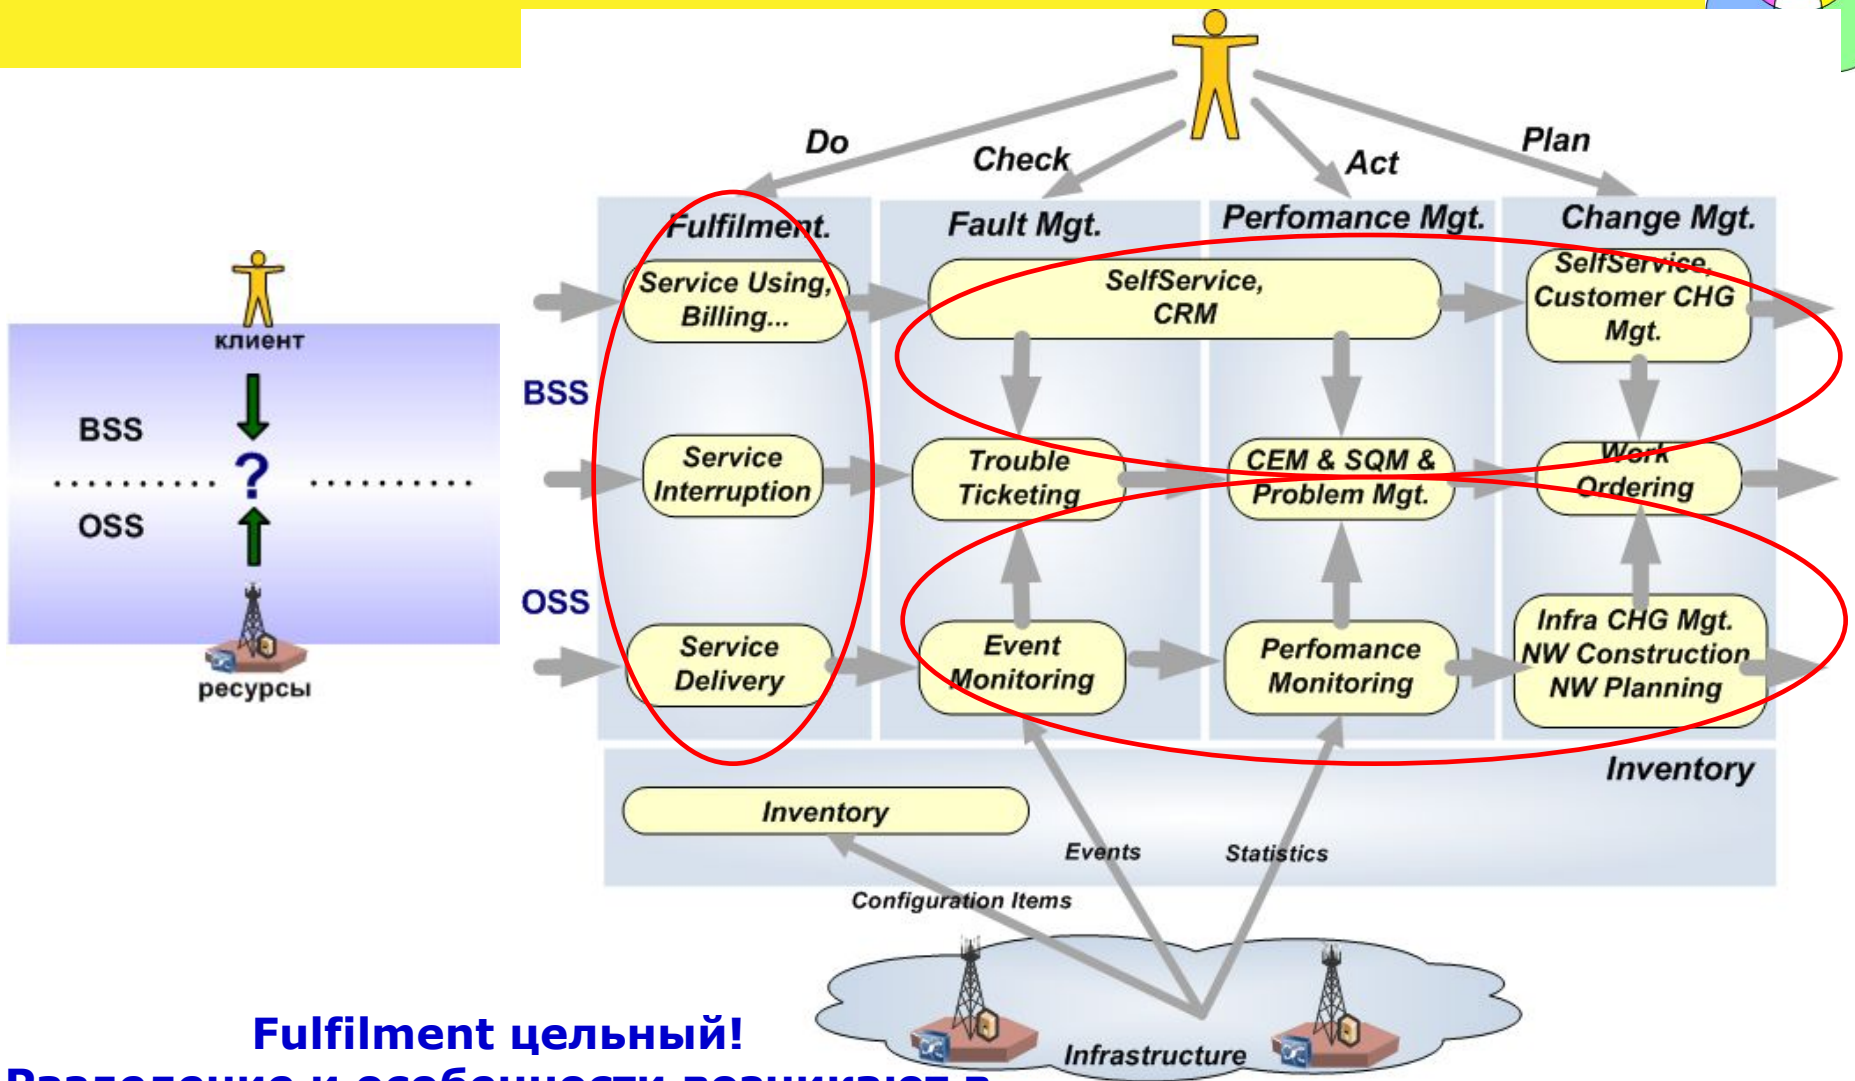 Do
Check
Act
Plan
Fulfilment.
Fault Mgt.
Perfomance Mgt.
Change Mgt.
Service Using,
Billing...
SelfService,
CRM
SelfService,
Customer CHG
Mgt.
клиент
BSS
?
OSS
ресурсы
BSS
Service
Interruption
Trouble
Ticketing
CEM & SQM &
Problem Mgt.
Work
Ordering
OSS
Service
Delivery
Event
Monitoring
Perfomance
Monitoring
Infra CHG Mgt.
NW Construction
NW Planning
Inventory
Inventory
Events
Statistics
Configuration Items
Infrastructure
Fulfilment цельный!
Разделение и особенности возникают в